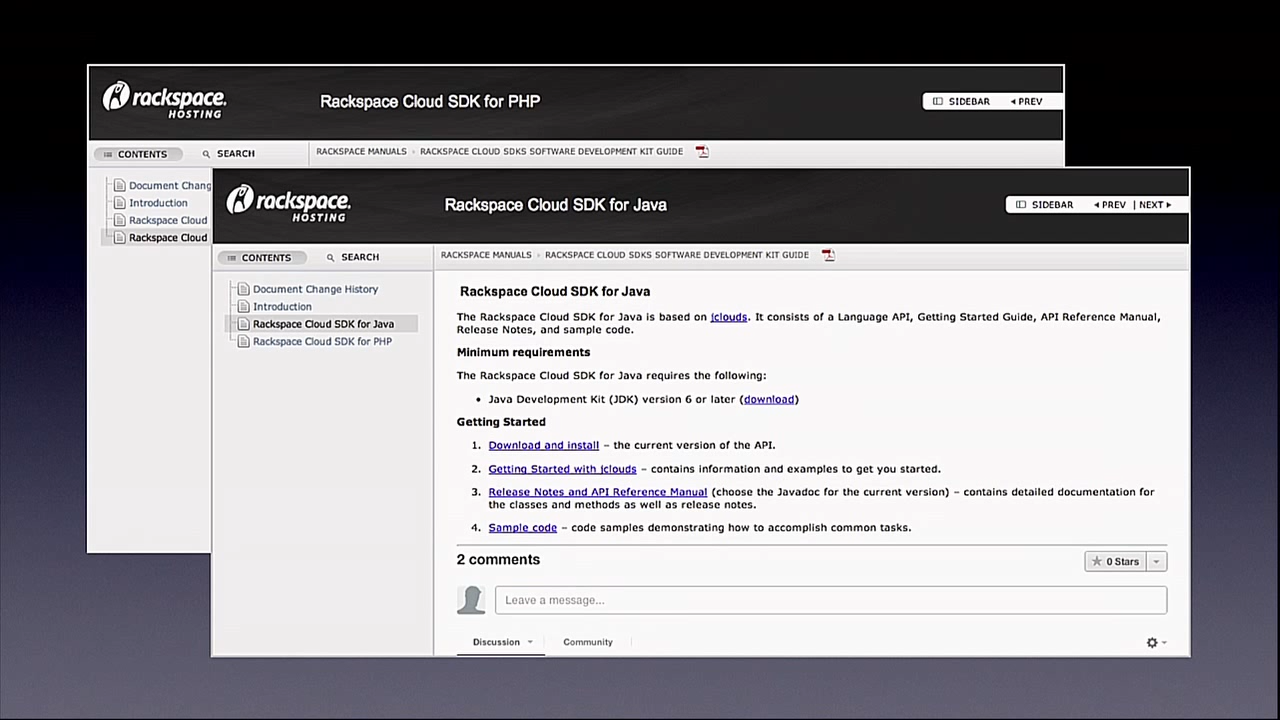 rackspace.
HOSTING
Rackspace Cloud SDK for PHP
SIDEBAR
PREV
CONTENTS
SEARCH
RACKSPACE MANUALS › RACKSPACE CLOUD SDKS SOFTWARE DEVELOPMENT KIT GUIDE
Document Chang
Introduction
Rackspace Cloud
Rackspace Cloud
rackspace.
HOSTING
Rackspace Cloud SDK for Java
SIDEBAR
PREV | NEXT
CONTENTS
SEARCH
RACKSPACE MANUALS › RACKSPACE CLOUD SDKS SOFTWARE DEVELOPMENT KIT GUIDE
Document Change History
Introduction
Rackspace Cloud SDK for Java
Rackspace Cloud SDK for PHP
Rackspace Cloud SDK for Java
The Rackspace Cloud SDK for Java is based on jclouds. It consists of a Language API, Getting Started Guide, API Reference Manual,
Release Notes, and sample code.
Minimum requirements
The Rackspace Cloud SDK for Java requires the following:
• Java Development Kit (JDK) version 6 or later (download)
Getting Started
1. Download and install – the current version of the API.
2. Getting Started with jclouds – contains information and examples to get you started.
3. Release Notes and API Reference Manual (choose the Javadoc for the current version) – contains detailed documentation for
the classes and methods as well as release notes.
4. Sample code – code samples demonstrating how to accomplish common tasks.
2 comments
0 Stars
Leave a message...
Discussion
Community